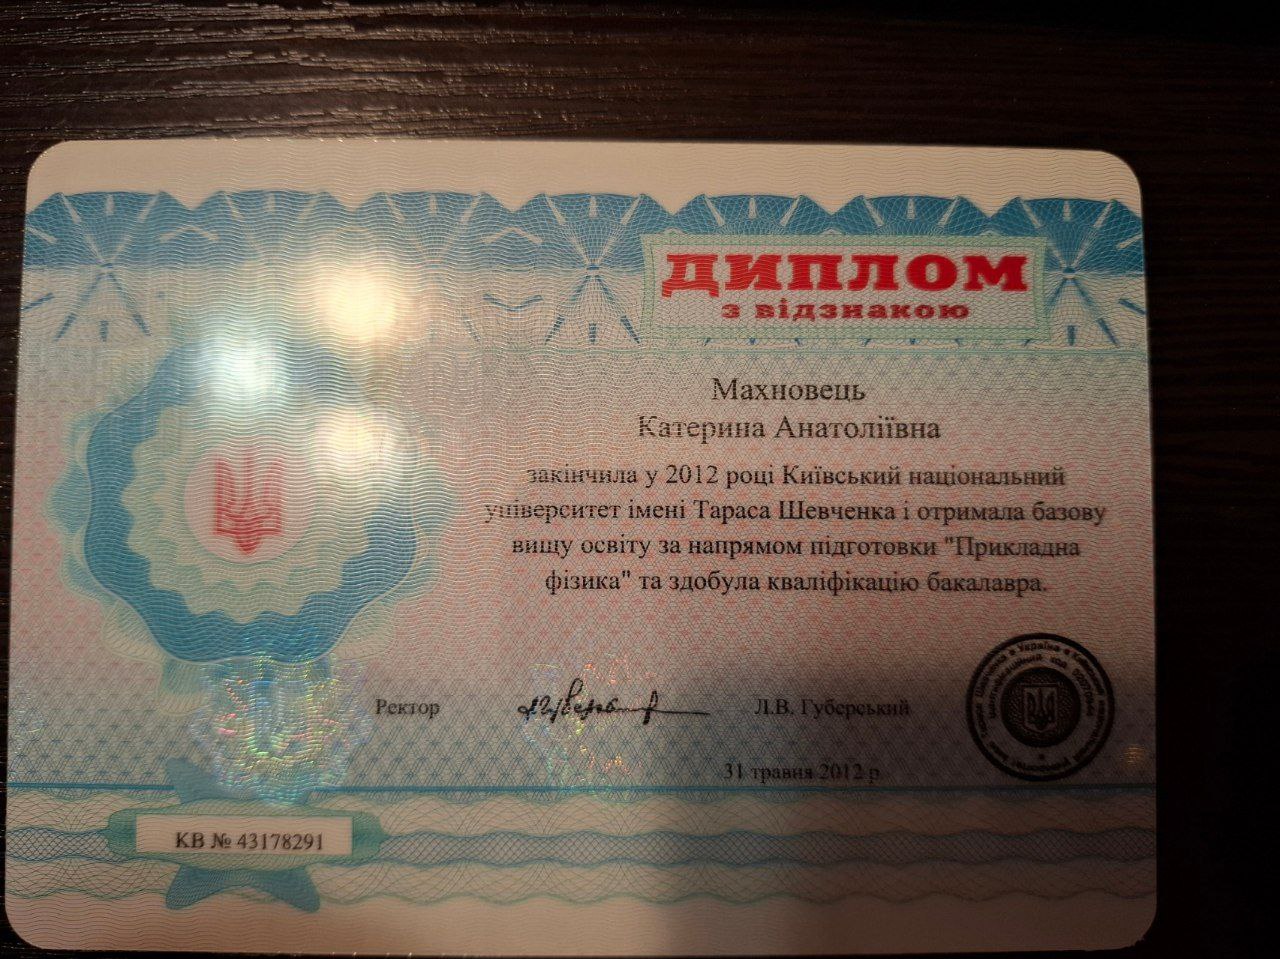 ДИПЛОМ
з відзнакою
Махновець
Катерина Анатоліївна
закінчила у 2012 році Київський національний
університет імені Тараса Шевченка і отримала базову
вищу освіту за напрямом підготовки "Прикладна
фізика" та здобула кваліфікацію бакалавра.
Ректор
Л.В. Губерський
31 травня 2012 р.
КВ № 43178291